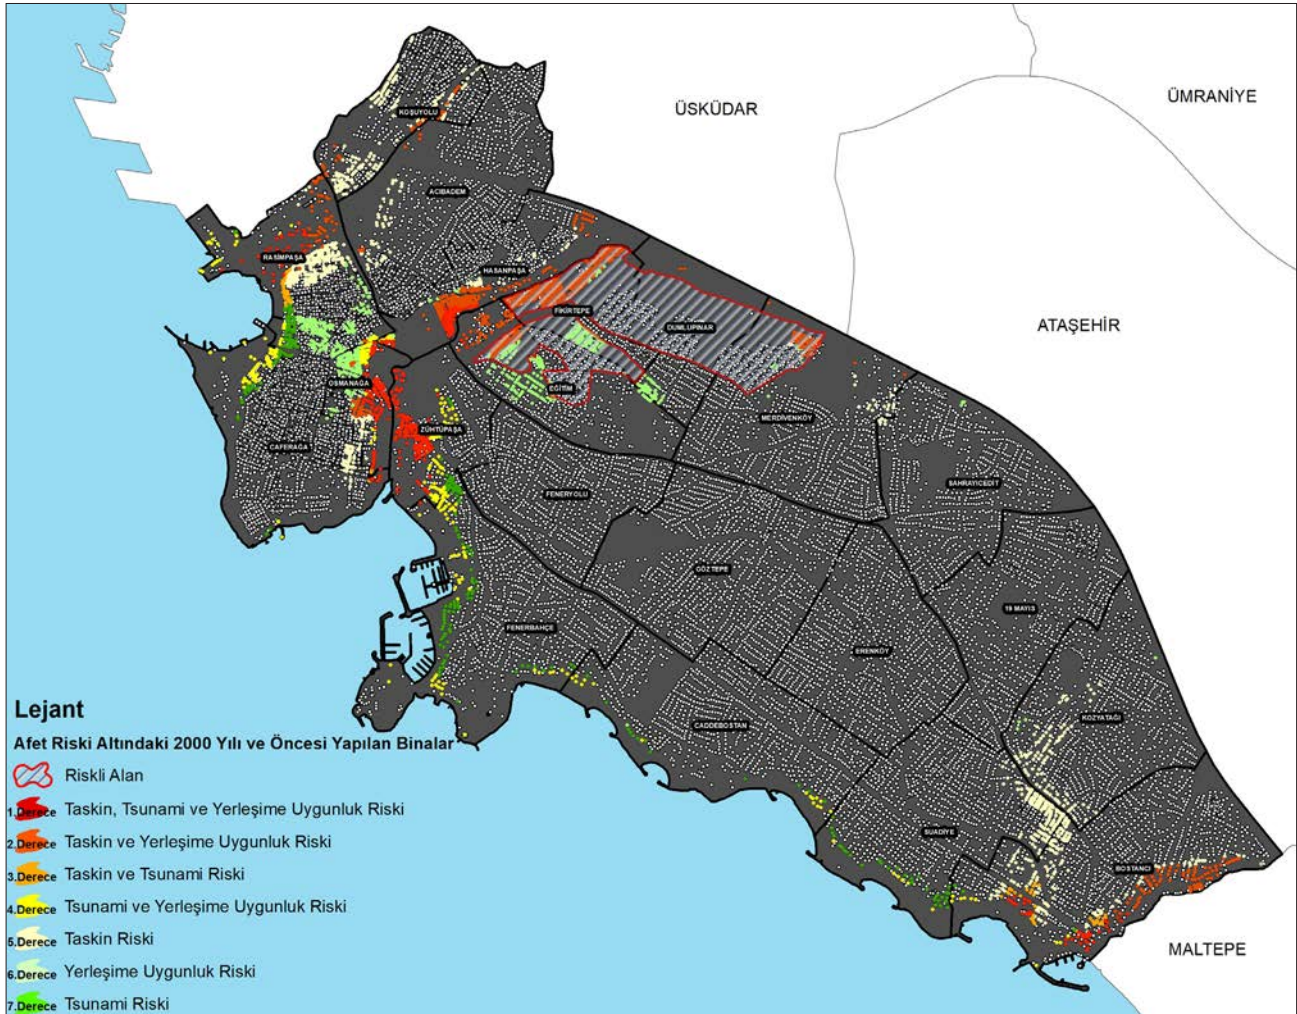 ÜMRANİYE
ÜSKÜDAR
KOŞUYOLU
ACIBADEM
RASİMPAŞA
HASANPAŞA
FİKİRTEPE
DUMLUPINAR
ATAŞEHİR
OSMANAĞA
EĞİTİM
MERDİVENKÖY
ZÜHTÜPAŞA
CAFERAĞA
SAHRAYICEDİT
FENERYOLU
GÖZTEPE
19 MAYIS
FENERBAHÇE
ERENKÖY
KOZYATAĞI
CADDEBOSTAN
SUADİYE
BOSTANCI
MALTEPE
Lejant
Afet Riski Altındaki 2000 Yılı ve Öncesi Yapılan Binalar
Riskli Alan
1.Derece Taskin, Tsunami ve Yerleşime Uygunluk Riski
2.Derece Taskin ve Yerleşime Uygunluk Riski
3.Derece Taskin ve Tsunami Riski
4.Derece Tsunami ve Yerleşime Uygunluk Riski
5.Derece Taskin Riski
6.Derece Yerleşime Uygunluk Riski
7.Derece Tsunami Riski